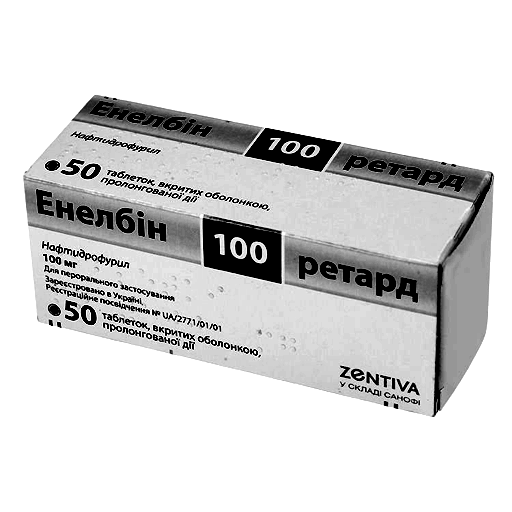 Енелбін 100 ретард
Нафтидрофурил
50 таблеток, вкритих оболонкою,
пролонгованої дії
Енелбін 100 ретард
Нафтидрофурил
100 мг
Для перорального застосування
Зареєстровано в Україні.
Реєстраційне посвідчення № UA/2771/01/01
50 таблеток, вкритих оболонкою,
пролонгованої дії
ZENTIVA
У СКЛАДІ САНОФІ